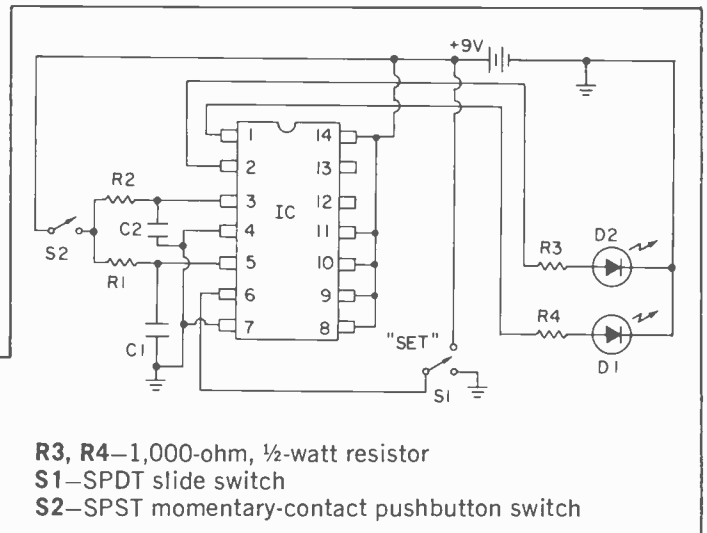 +9V
1 14
2 13
R2
3 12
IC
C2 4 11
D2
S2
R3
5 10
R1
6 9
R4
7 8
"SET"
C1
S1
D1
R3, R4—1,000-ohm, ½-watt resistor
S1—SPDT slide switch
S2—SPST momentary-contact pushbutton switch